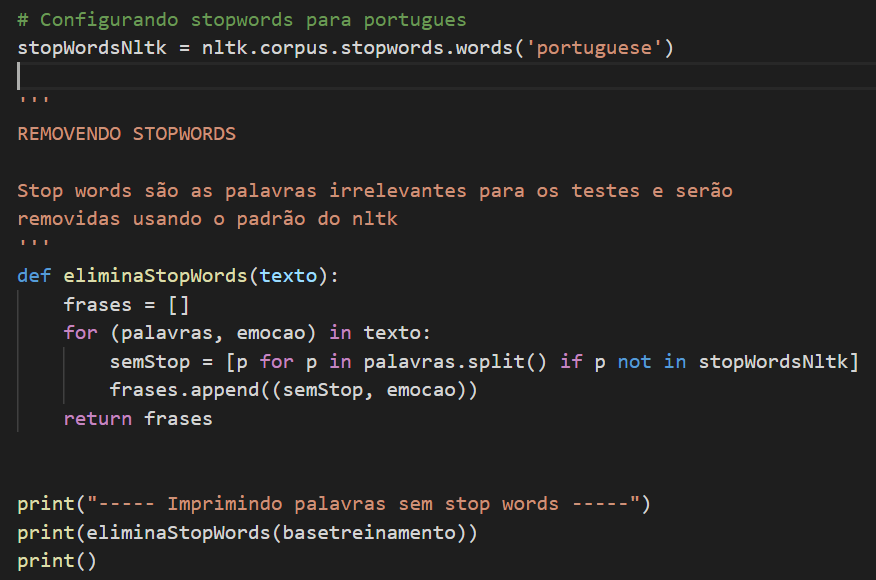 # Configurando stopwords para portugues
stopWordsNltk = nltk.corpus.stopwords.words('portuguese')
'''
REMOVENDO STOPWORDS
Stop words são as palavras irrelevantes para os testes e serão
removidas usando o padrão do nltk
'''
def eliminaStopWords(texto):
    frases = []
    for (palavras, emocao) in texto:
        semStop = [p for p in palavras.split() if p not in stopWordsNltk]
        frases.append((semStop, emocao))
    return frases
print("----- Imprimindo palavras sem stop words -----")
print(eliminaStopWords(basetreinamento))
print()